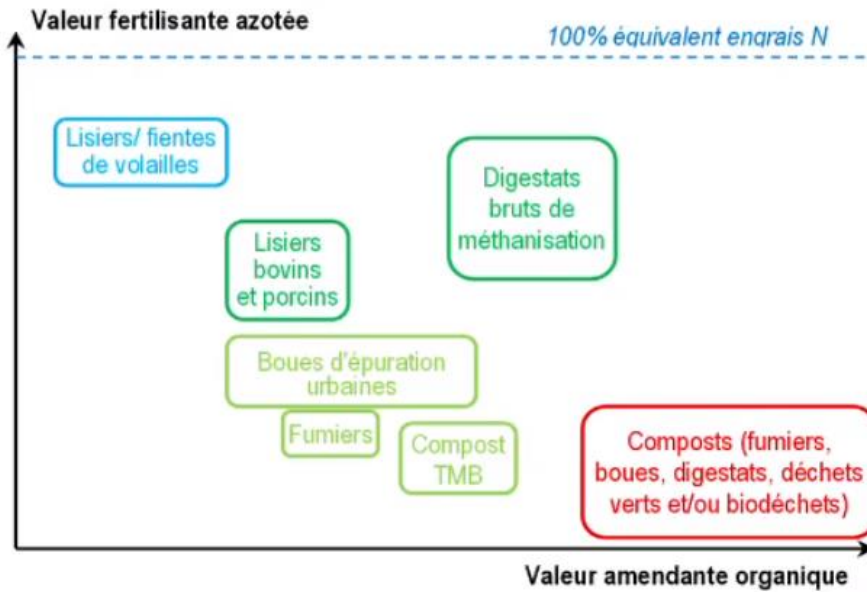 Valeur fertilisante azotée
100% équivalent engrais N
Lisiers/ fientes
de volailles
Digestats
bruts de
méthanisation
Lisiers
bovins
et porcins
Boues d'épuration
urbaines
Fumiers
Compost
TMB
Composts (fumiers,
boues, digestats, déchets
verts et/ou biodéchets)
Valeur amendante organique